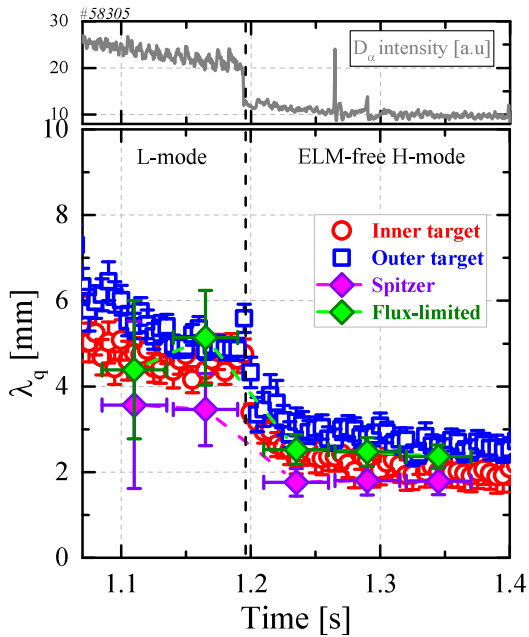 #58305
D_α intensity [a.u]
30
20
10
L-mode
ELM-free H-mode
Inner target
Outer target
Spitzer
Flux-limited
λ_q [mm]
10
8
6
4
2
0
1.1
1.2
1.3
1.4
Time [s]